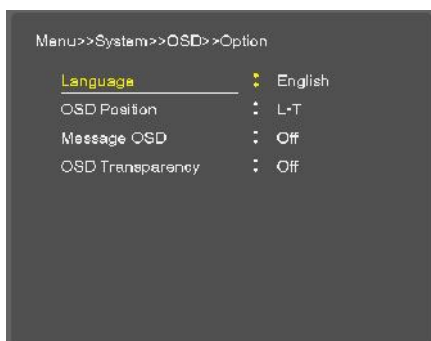 Menu>>System>>OSD>>Option
Language : English
OSD Position : L-T
Message OSD : Off
OSD Transparency : Off